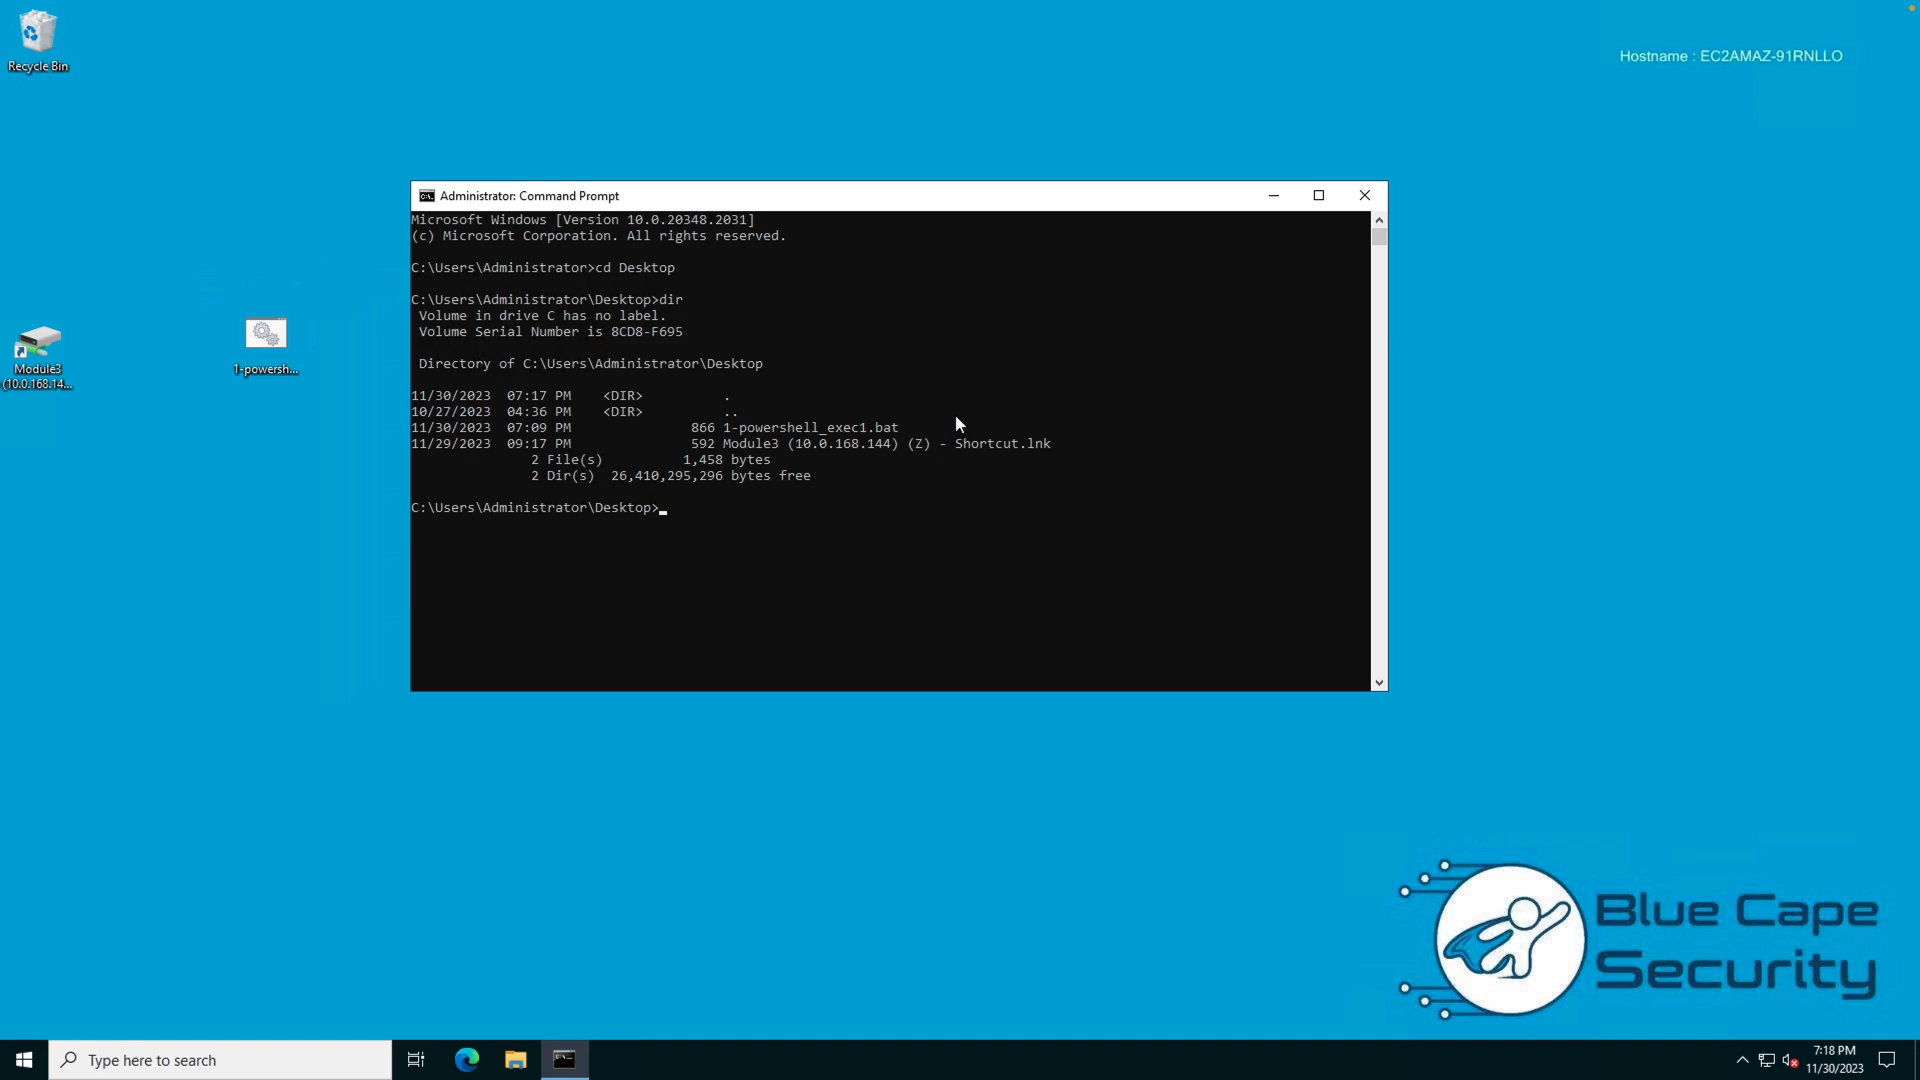 Recycle Bin
Hostname : EC2AMAZ-91RNLLO
Module3
(10.0.168.14...
1-powersh...
Administrator: Command Prompt
Microsoft Windows [Version 10.0.20348.2031]
(c) Microsoft Corporation. All rights reserved.
C:\Users\Administrator>cd Desktop
C:\Users\Administrator\Desktop>dir
Volume in drive C has no label.
Volume Serial Number is 8CD8-F695
Directory of C:\Users\Administrator\Desktop
11/30/2023  07:17 PM    <DIR>          .
10/27/2023  04:36 PM    <DIR>          ..
11/30/2023  07:09 PM               866 1-powershell_exec1.bat
11/29/2023  09:17 PM               592 Module3 (10.0.168.144) (Z) - Shortcut.lnk
2 File(s)          1,458 bytes
2 Dir(s)  26,410,295,296 bytes free
C:\Users\Administrator\Desktop>
Blue Cape
Security
Type here to search
7:18 PM
11/30/2023